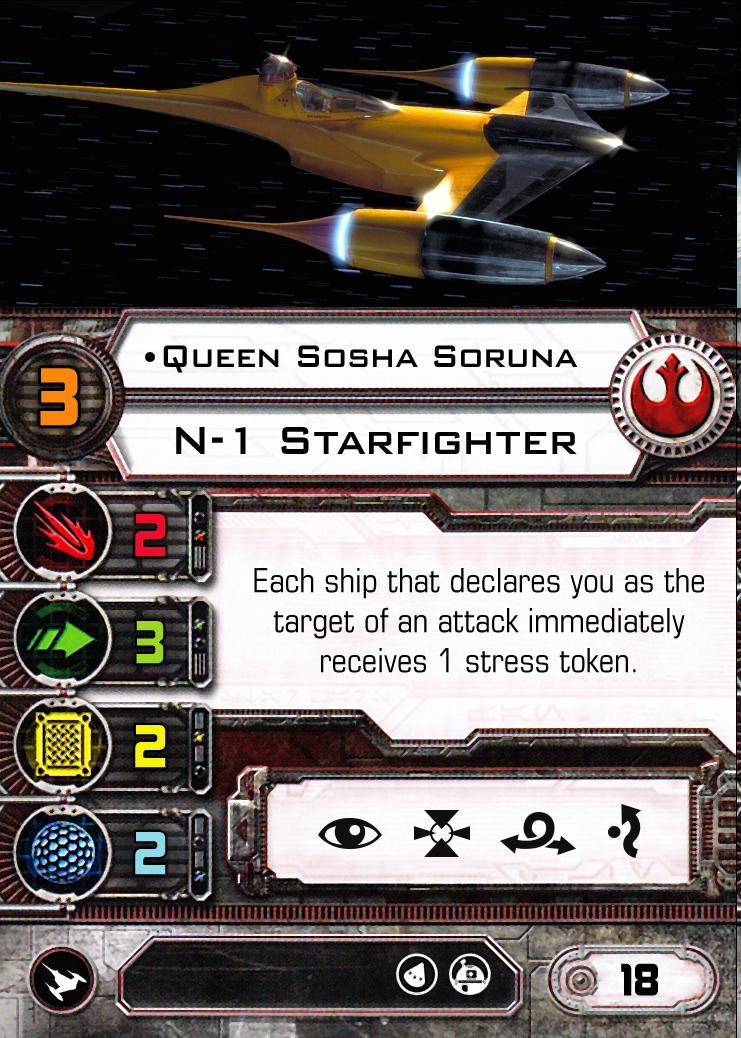 •Queen Sosha Soruna
3
N-1 Starfighter
2
3
2
2
Each ship that declares you as the
target of an attack immediately
receives 1 stress token.
18